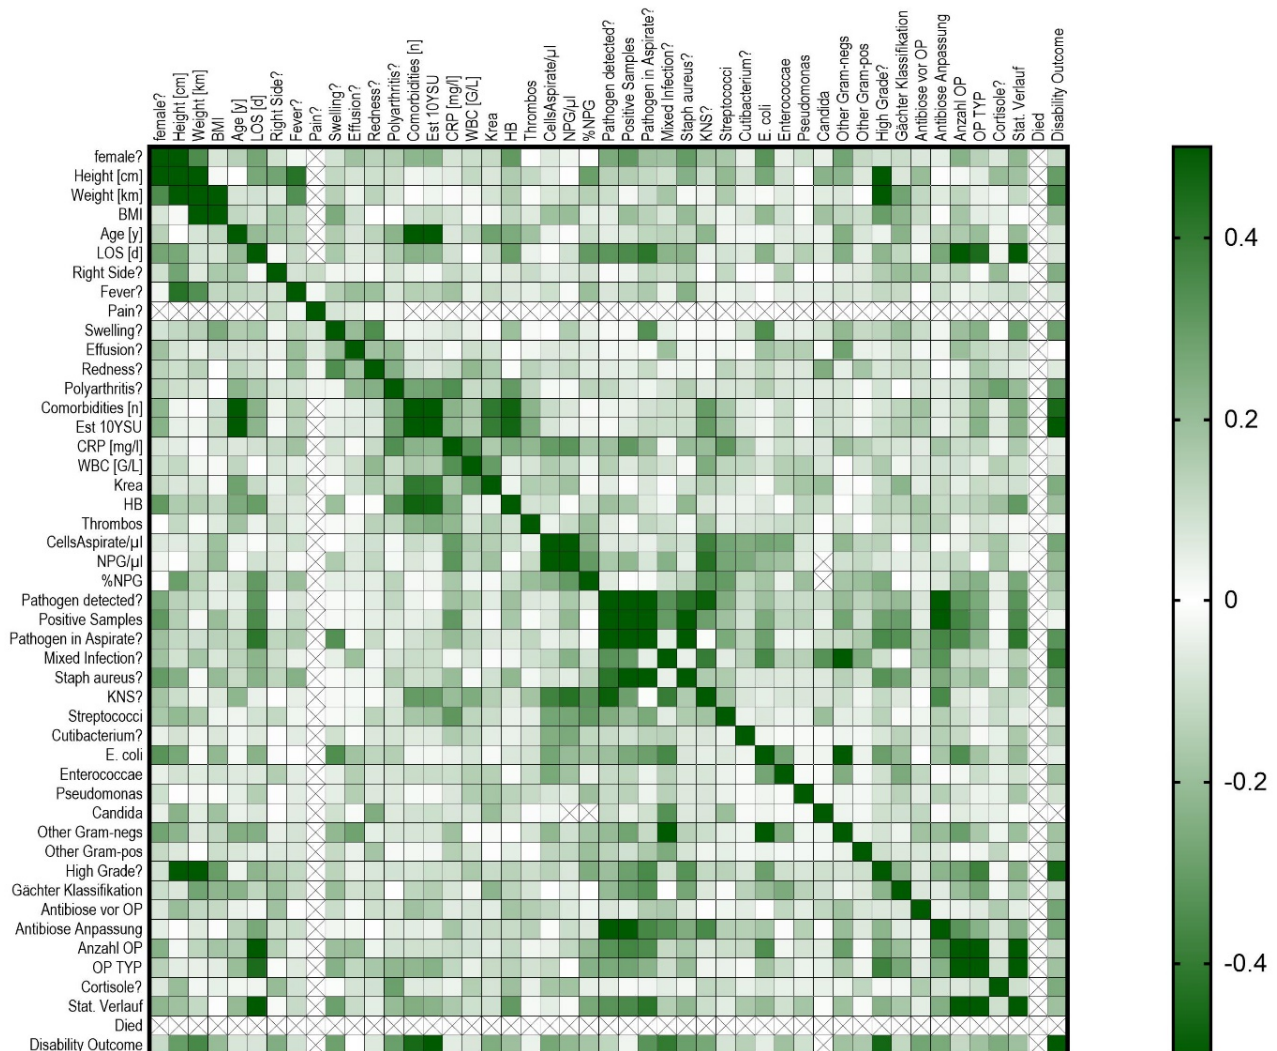 female?
Height [cm]
Weight [km]
BMI
Age [y]
LOS [d]
Right Side?
Fever?
Pain?
Swelling?
Effusion?
Redness?
Polyarthritis?
Comorbidities [n]
Est 10YSU
CRP [mg/l]
WBC [G/L]
Krea
HB
Thrombos
CellsAspirate/µl
NPG/µl
%NPG
Pathogen detected?
Positive Samples
Pathogen in Aspirate?
Mixed Infection?
Staph aureus?
KNS?
Streptococci
Cutibacterium?
E. coli
Enterococcae
Pseudomonas
Candida
Other Gram-negs
Other Gram-pos
High Grade?
Gächter Klassifikation
Antibiose vor OP
Antibiose Anpassung
Anzahl OP
OP TYP
Cortisole?
Stat. Verlauf
Died
Disability Outcome
female?
Height [cm]
Weight [km]
BMI
Age [y]
LOS [d]
Right Side?
Fever?
Pain?
Swelling?
Effusion?
Redness?
Polyarthritis?
Comorbidities [n]
Est 10YSU
CRP [mg/l]
WBC [G/L]
Krea
HB
Thrombos
CellsAspirate/µl
NPG/µl
%NPG
Pathogen detected?
Positive Samples
Pathogen in Aspirate?
Mixed Infection?
Staph aureus?
KNS?
Streptococci
Cutibacterium?
E. coli
Enterococcae
Pseudomonas
Candida
Other Gram-negs
Other Gram-pos
High Grade?
Gächter Klassifikation
Antibiose vor OP
Antibiose Anpassung
Anzahl OP
OP TYP
Cortisole?
Stat. Verlauf
Died
Disability Outcome
0.4
0.2
0
-0.2
-0.4